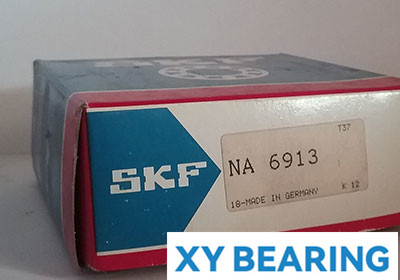 SKF
T37
NA 6913
18-MADE IN GERMANY
K 12
XY BEARING